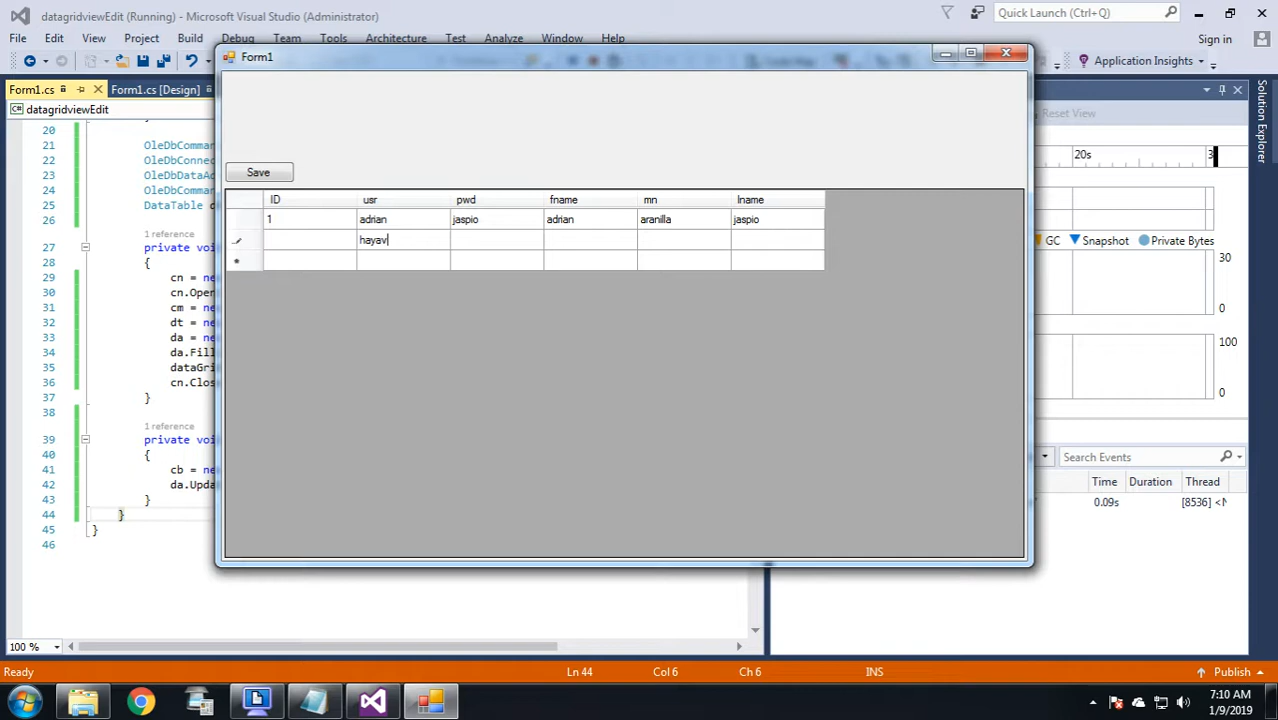 datagridviewEdit (Running) - Microsoft Visual Studio (Administrator)
Quick Launch (Ctrl+Q)
File Edit View Project Build Debug Team Tools Architecture Test Analyze Window Help
Sign in
Application Insights
Form1.cs
Form1.cs [Design]
datagridviewEdit
Form1
Save
ID usr pwd fname mn lname
1 adrian jaspio adrian aranilla jaspio
hayav
*
20
21 OleDbComma
22 OleDbConne
23 OleDbDataA
24 OleDbComma
25 DataTable d
26
1 reference
27 private voi
28 {
29 cn = ne
30 cn.Open
31 cm = ne
32 dt = ne
33 da = ne
34 da.Fill
35 dataGri
36 cn.Clos
37 }
38
1 reference
39 private voi
40 {
41 cb = ne
42 da.Upda
43 }
44 }
45 }
46
100 %
Reset View
20s
3
GC Snapshot Private Bytes
30
0
100
0
Search Events
Time Duration Thread
0.09s [8536] <N
Solution Explorer
Ready Ln 44 Col 6 Ch 6 INS Publish
7:10 AM
1/9/2019